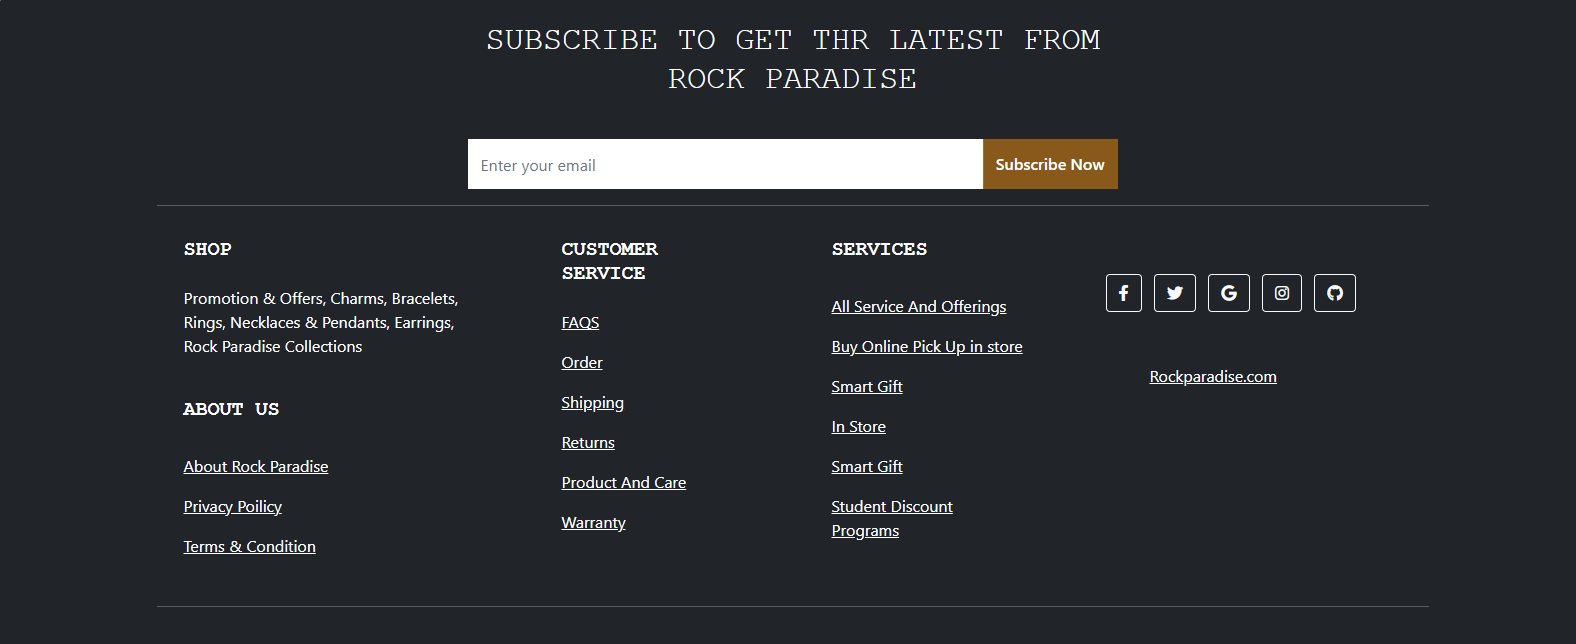 SUBSCRIBE TO GET THR LATEST FROM
ROCK PARADISE
Enter your email
Subscribe Now
SHOP
Promotion & Offers, Charms, Bracelets,
Rings, Necklaces & Pendants, Earrings,
Rock Paradise Collections
ABOUT US
About Rock Paradise
Privacy Poilicy
Terms & Condition
CUSTOMER
SERVICE
FAQS
Order
Shipping
Returns
Product And Care
Warranty
SERVICES
All Service And Offerings
Buy Online Pick Up in store
Smart Gift
In Store
Smart Gift
Student Discount
Programs
Rockparadise.com